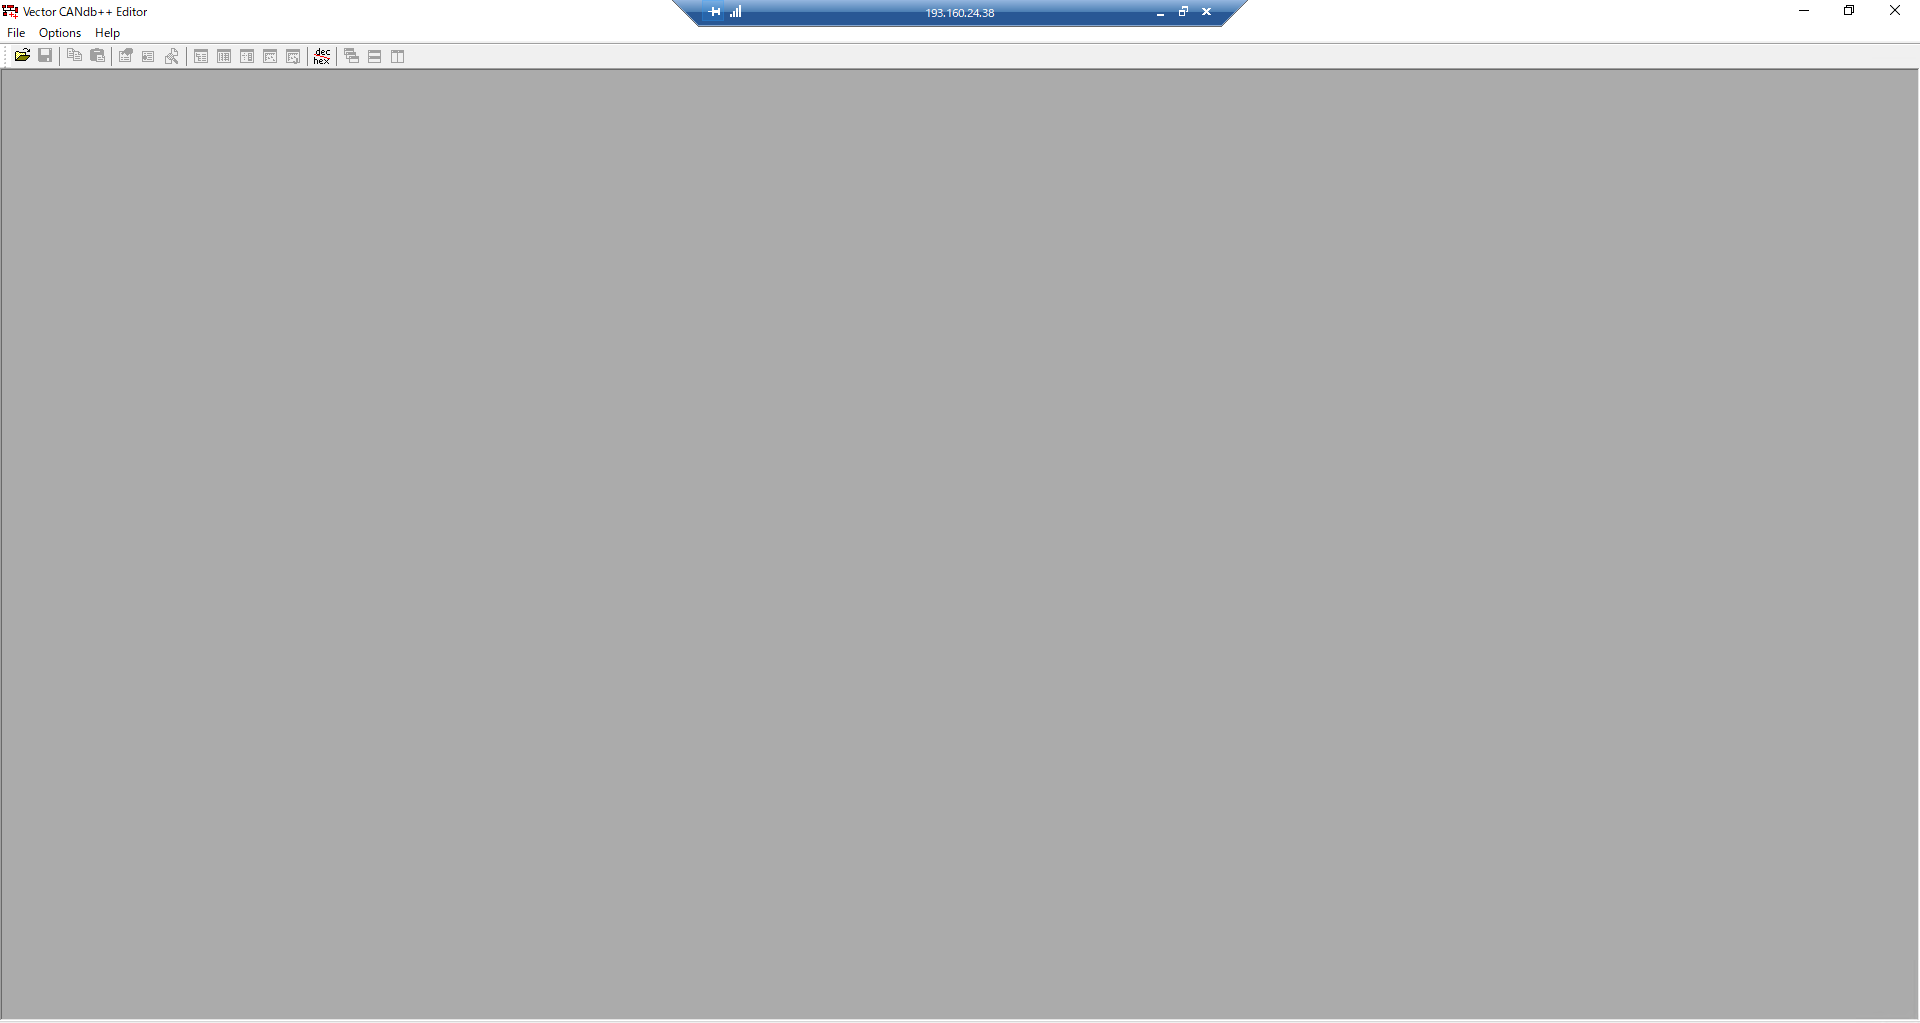 Vector CANdb++ Editor
193.160.24.38
File Options Help
dec
hex